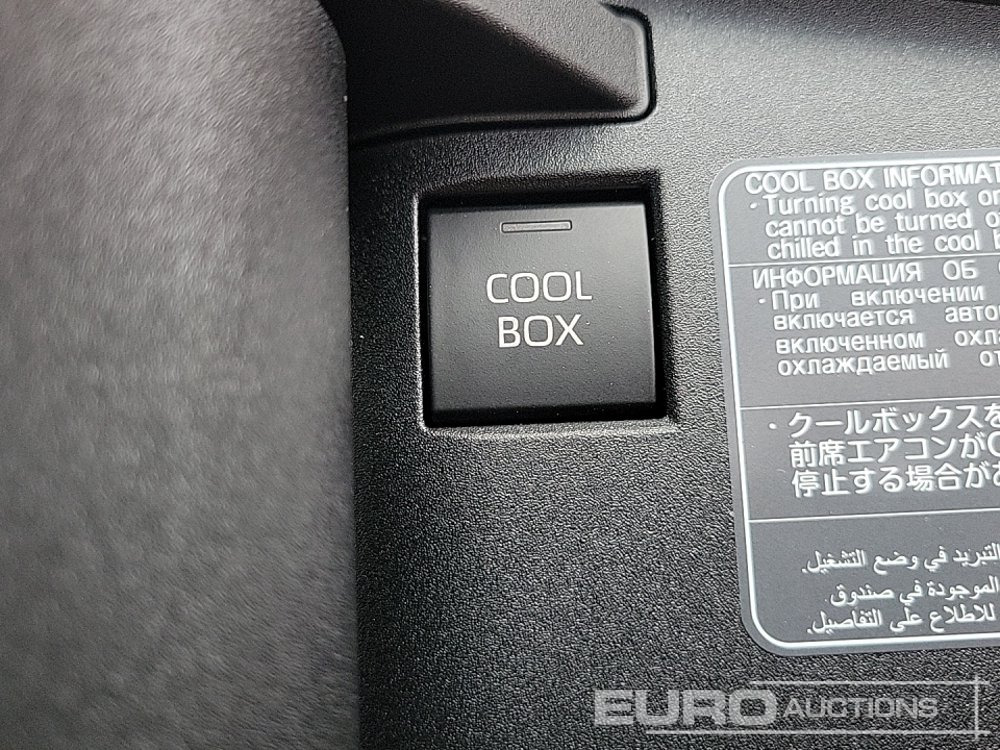 COOL
BOX
COOL BOX INFORMAT
・Turning cool box on
cannot be turned o
chilled in the cool b
ИНФОРМАЦИЯ ОБ
・При включении
включается авто
включенном охл
охлаждаемый от
・クールボックスを
前席エアコンが
停止する場合が
التبريد في وضع التشغيل.
الموجودة في صندوق
للاطلاع على التفاصيل.
EURO AUCTIONS